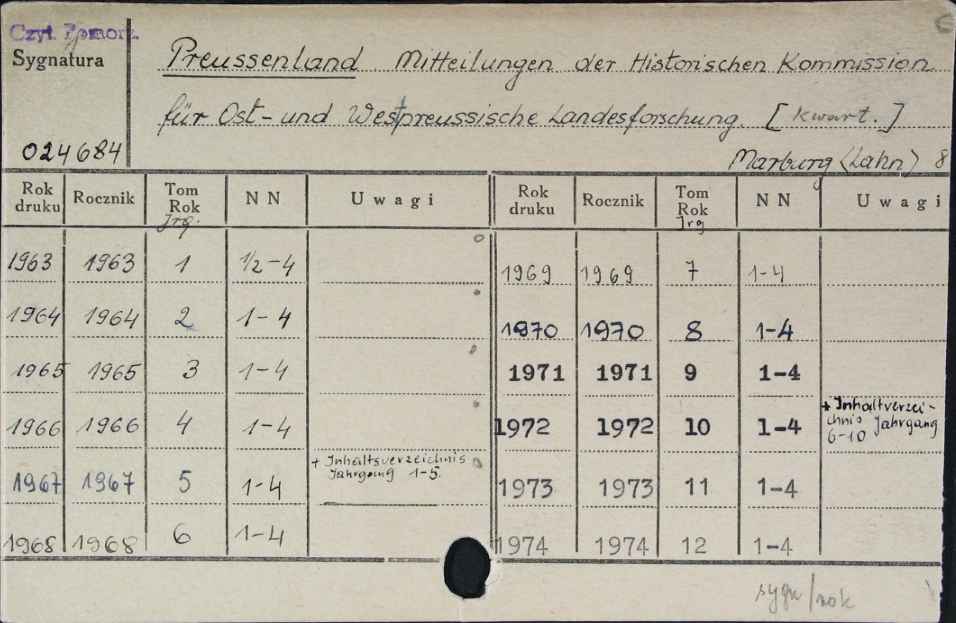 Czyt. Pomorz.
Sygnatura
024684
Preussenland Mitteilungen der Historischen Kommission
für Ost- und Westpreussische Landesforschung. [kwart.]
Marburg (Lahn) 8
Rok druku Rocznik Tom Rok Jrg. NN Uwagi Rok druku Rocznik Tom Rok Jrg NN Uwagi
1963 1963 1 1/2-4 1969 1969 7 1-4
1964 1964 2 1-4 1970 1970 8 1-4
1965 1965 3 1-4 1971 1971 9 1-4
1966 1966 4 1-4 1972 1972 10 1-4 + Inhaltverzei-
chnis Jahrgang
6-10
1967 1967 5 1-4 + Inhaltsverzeichnis
Jahrgang 1-5. 1973 1973 11 1-4
1968 1968 6 1-4 1974 1974 12 1-4
sygn/rok